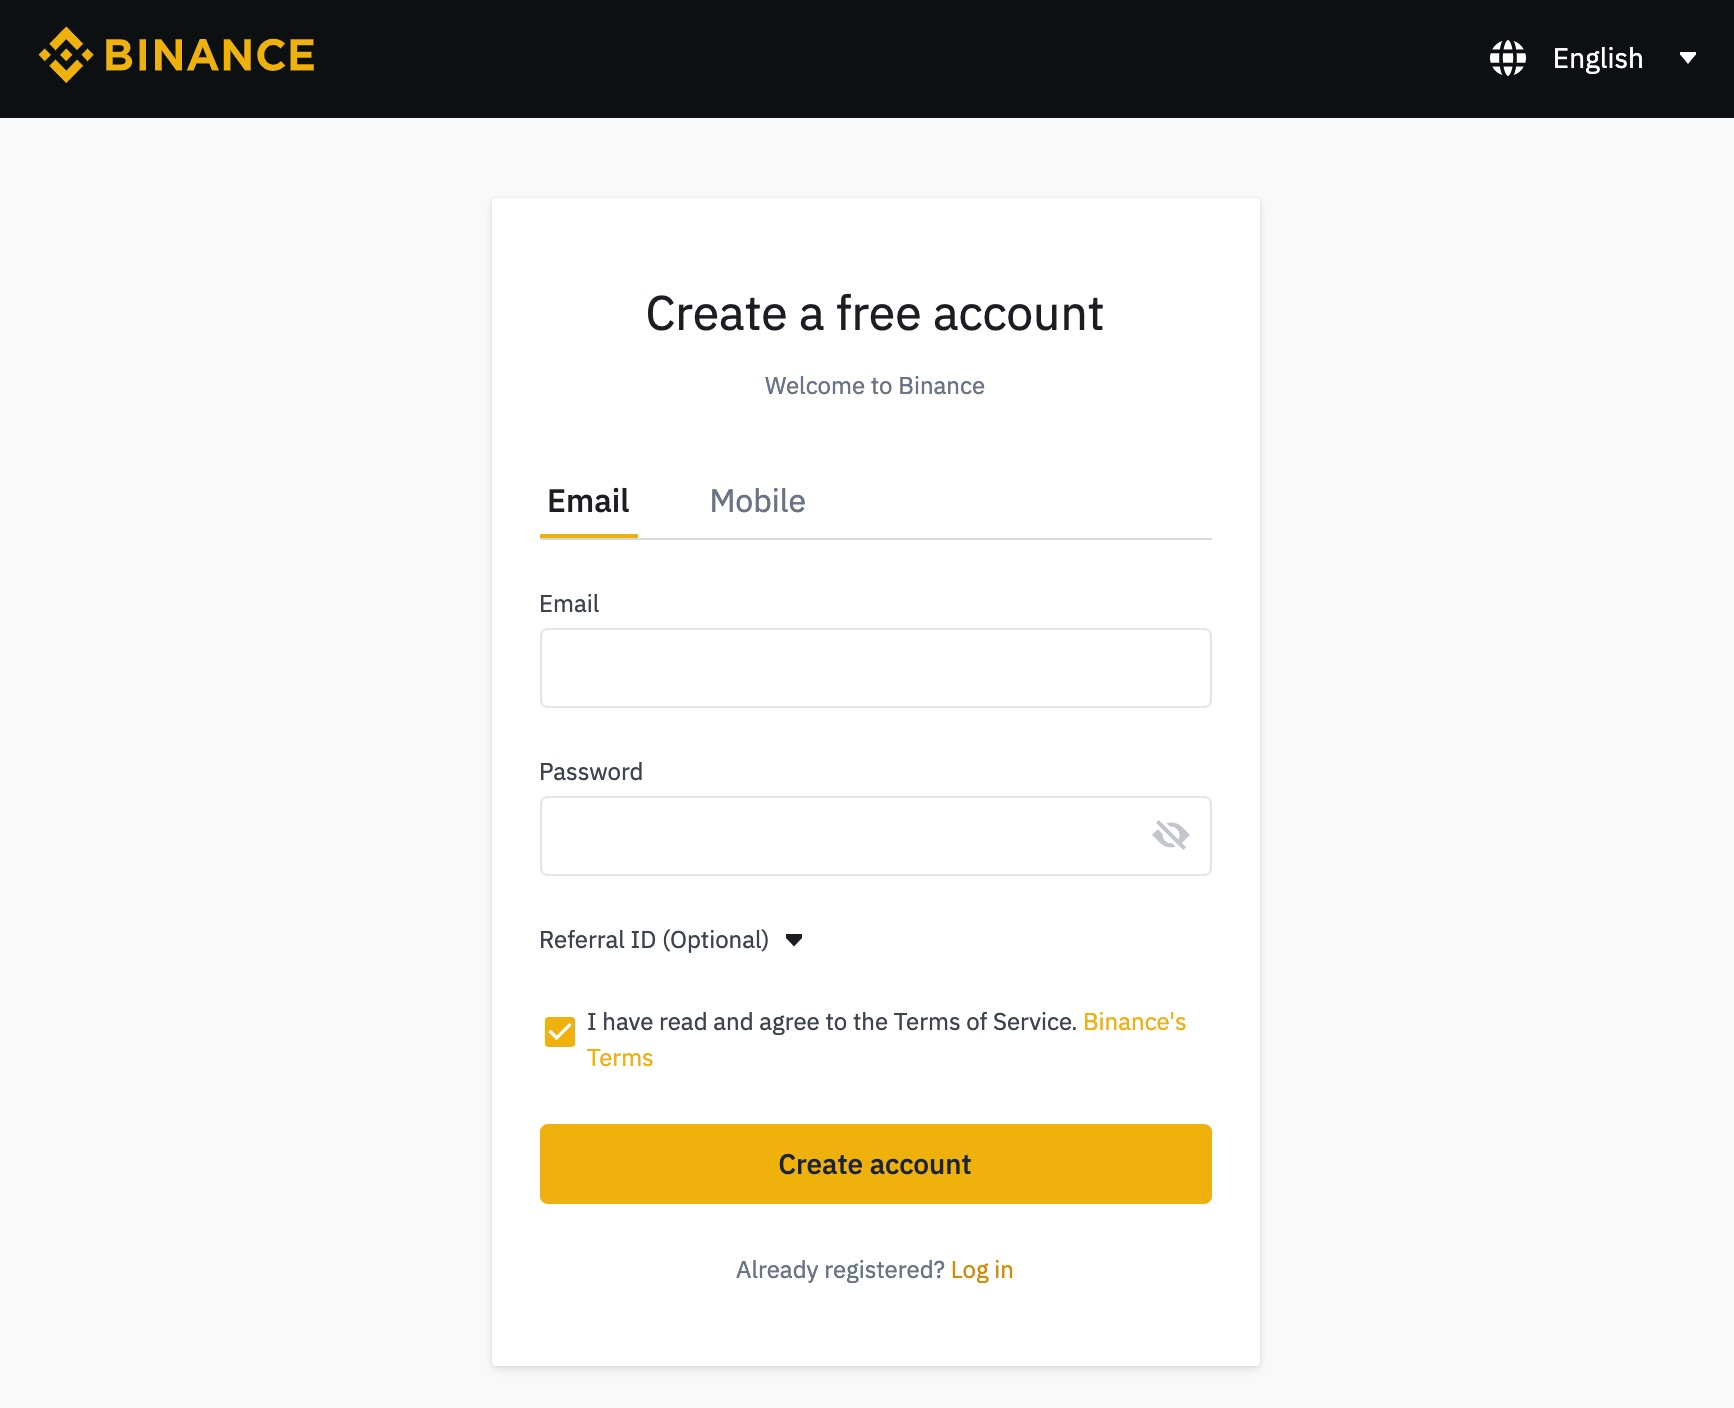 BINANCE
English
Create a free account
Welcome to Binance
Email
Mobile
Email
Password
Referral ID (Optional)
I have read and agree to the Terms of Service. Binance's
Terms
Create account
Already registered? Log in